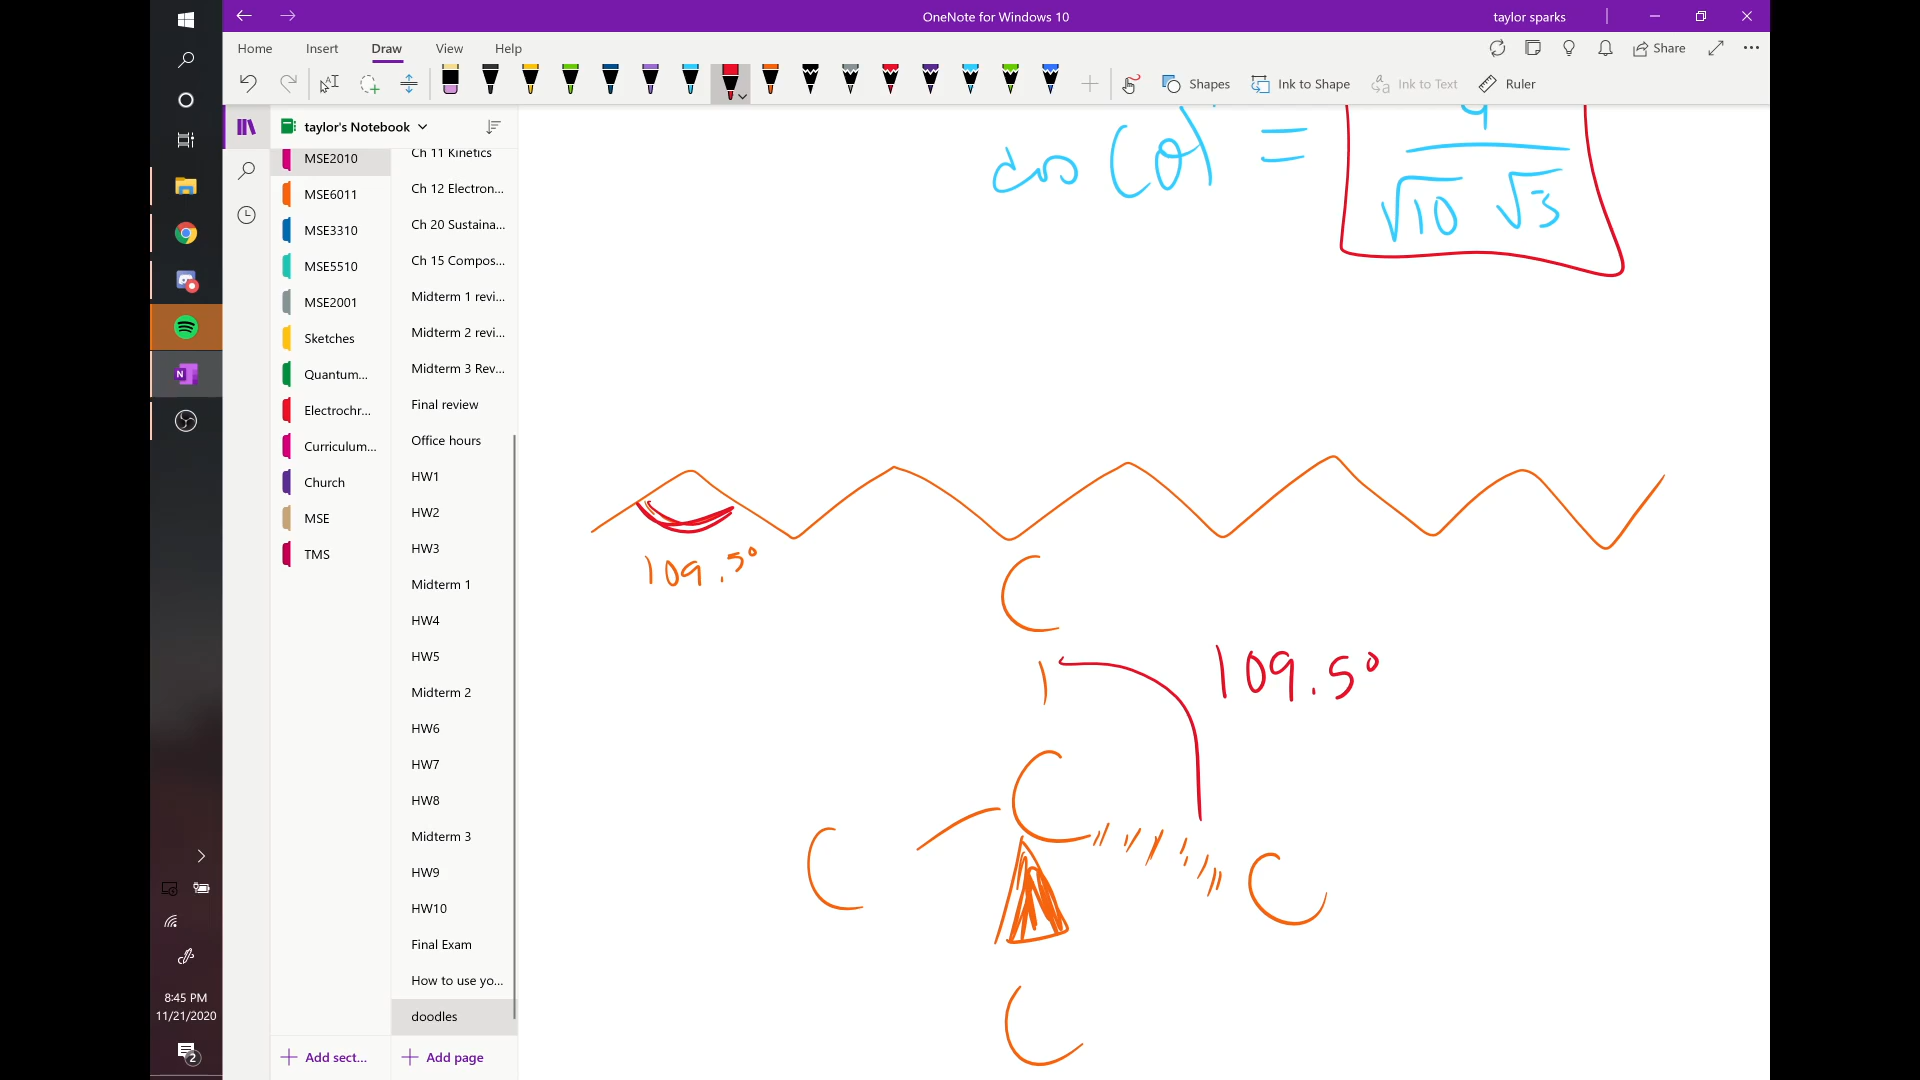 OneNote for Windows 10
taylor sparks
Home Insert Draw View Help
Share
Shapes Ink to Shape Ink to Text Ruler
taylor's Notebook
MSE2010
MSE6011
MSE3310
MSE5510
MSE2001
Sketches
Quantum...
Electrochr...
Curriculum...
Church
MSE
TMS
Add sect...
Ch 11 Kinetics
Ch 12 Electron...
Ch 20 Sustaina...
Ch 15 Compos...
Midterm 1 revi...
Midterm 2 revi...
Midterm 3 Rev...
Final review
Office hours
HW1
HW2
HW3
Midterm 1
HW4
HW5
Midterm 2
HW6
HW7
HW8
Midterm 3
HW9
HW10
Final Exam
How to use yo...
doodles
Add page
cos(θ) =
√10 √3
109.5°
C
109.5°
C
C
C
C
8:45 PM
11/21/2020
2